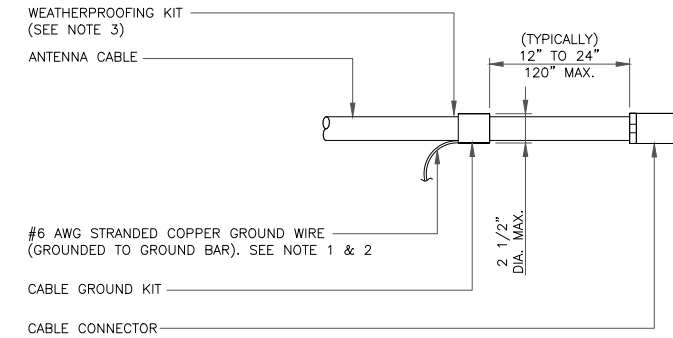 WEATHERPROOFING KIT
(SEE NOTE 3)
ANTENNA CABLE
(TYPICALLY)
12" TO 24"
120" MAX.
2 1/2"
DIA. MAX.
#6 AWG STRANDED COPPER GROUND WIRE
(GROUNDED TO GROUND BAR). SEE NOTE 1 & 2
CABLE GROUND KIT
CABLE CONNECTOR